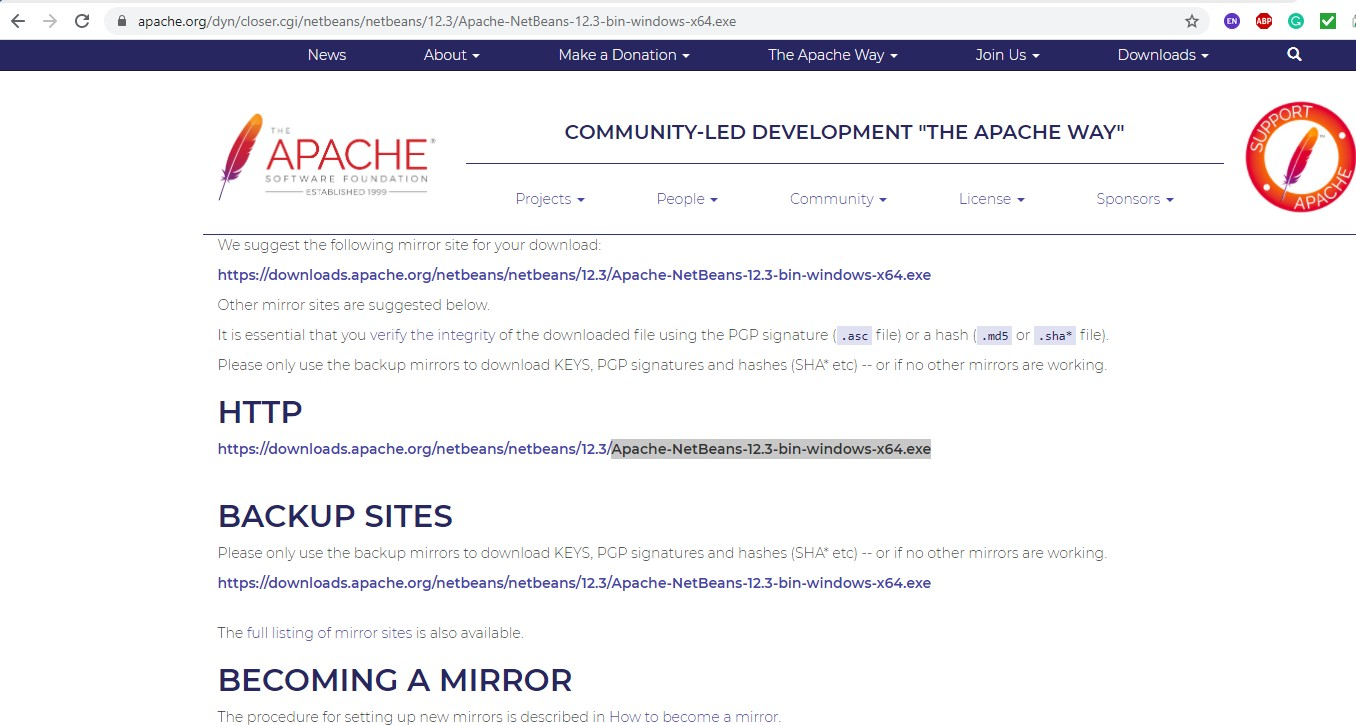 apache.org/dyn/closer.cgi/netbeans/netbeans/12.3/Apache-NetBeans-12.3-bin-windows-x64.exe
EN
ABP
G
News
About
Make a Donation
The Apache Way
Join Us
Downloads
THE
APACHE®
SOFTWARE FOUNDATION
ESTABLISHED 1999
COMMUNITY-LED DEVELOPMENT "THE APACHE WAY"
SUPPORT
APACHE
Projects
People
Community
License
Sponsors
We suggest the following mirror site for your download:
https://downloads.apache.org/netbeans/netbeans/12.3/Apache-NetBeans-12.3-bin-windows-x64.exe
Other mirror sites are suggested below.
It is essential that you verify the integrity of the downloaded file using the PGP signature ( .asc file) or a hash ( .md5 or .sha* file).
Please only use the backup mirrors to download KEYS, PGP signatures and hashes (SHA* etc) -- or if no other mirrors are working.
HTTP
https://downloads.apache.org/netbeans/netbeans/12.3/Apache-NetBeans-12.3-bin-windows-x64.exe
BACKUP SITES
Please only use the backup mirrors to download KEYS, PGP signatures and hashes (SHA* etc) -- or if no other mirrors are working.
https://downloads.apache.org/netbeans/netbeans/12.3/Apache-NetBeans-12.3-bin-windows-x64.exe
The full listing of mirror sites is also available.
BECOMING A MIRROR
The procedure for setting up new mirrors is described in How to become a mirror.